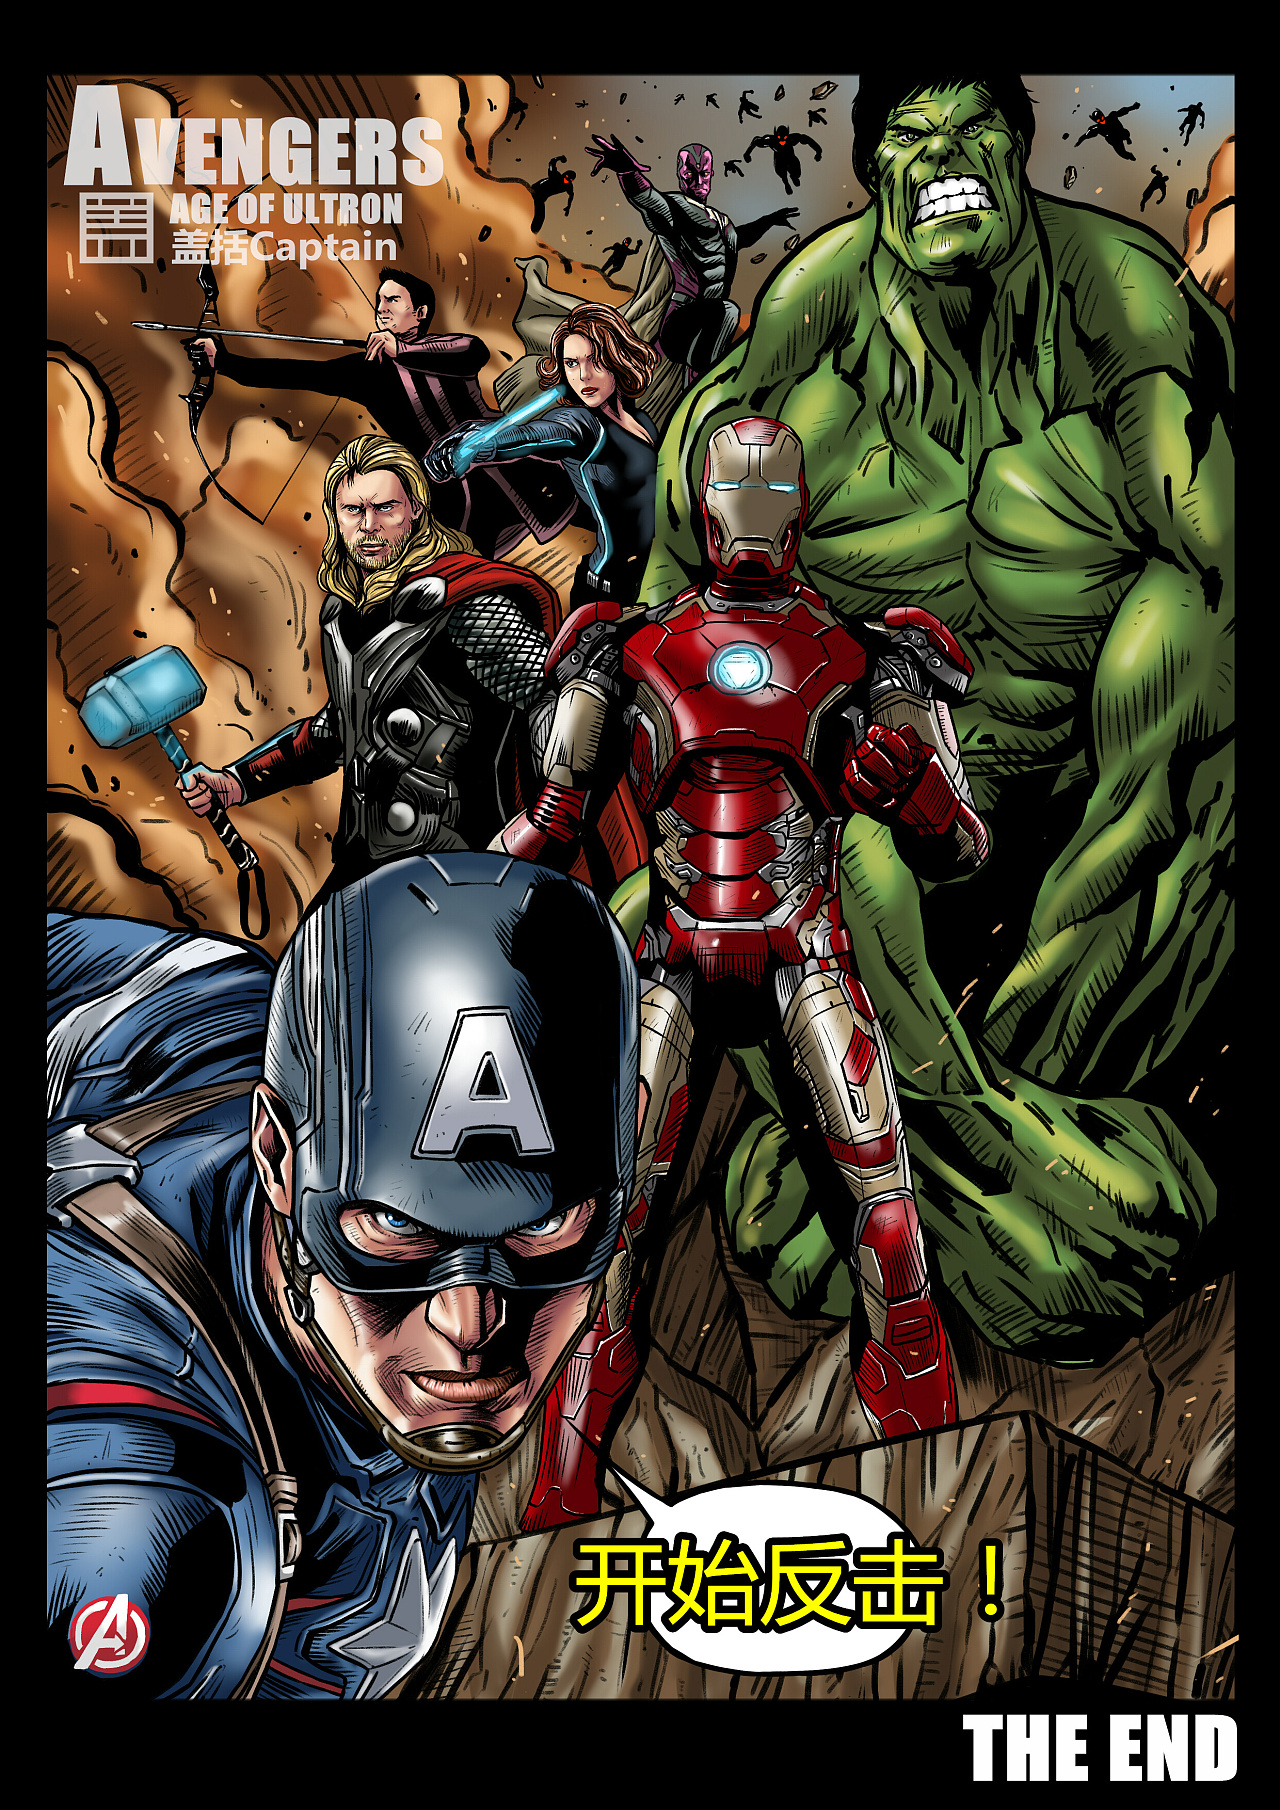 AVENGERS
AGE OF ULTRON
盖括Captain
A
开始反击！
THE END